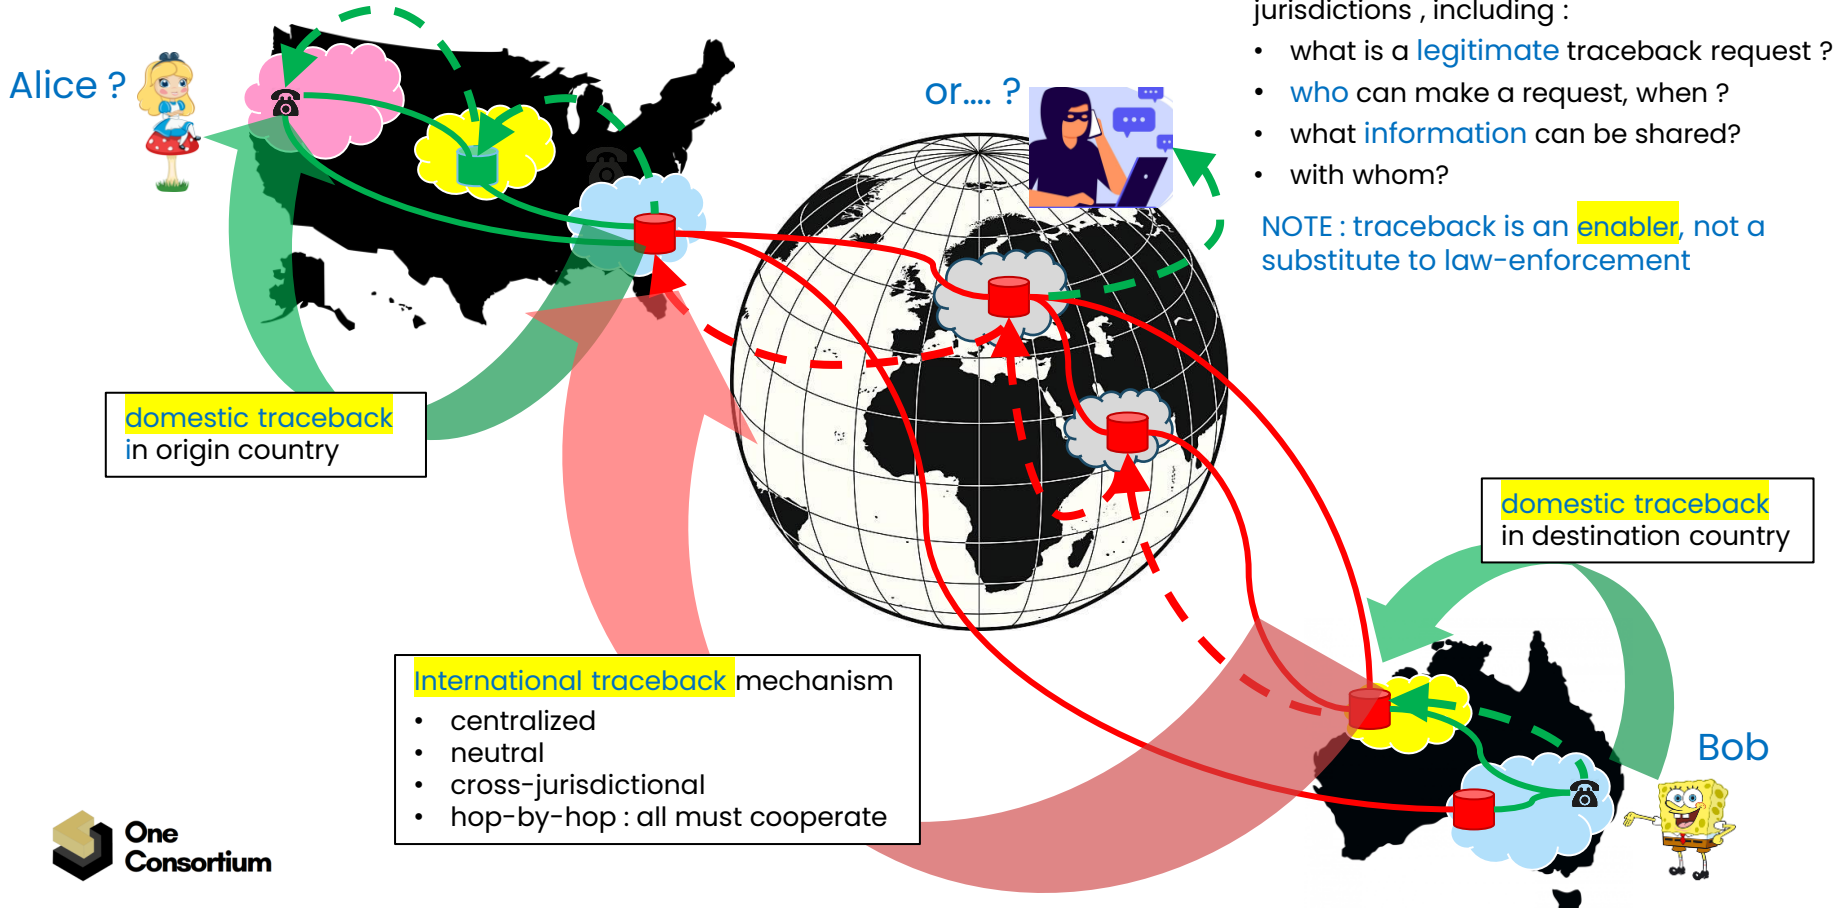 jurisdictions , including :
• what is a legitimate traceback request ?
• who can make a request, when ?
• what information can be shared?
• with whom?
NOTE : traceback is an enabler, not a
substitute to law-enforcement
Alice ?
or.... ?
domestic traceback
in origin country
domestic traceback
in destination country
International traceback mechanism
• centralized
• neutral
• cross-jurisdictional
• hop-by-hop : all must cooperate
Bob
One
Consortium